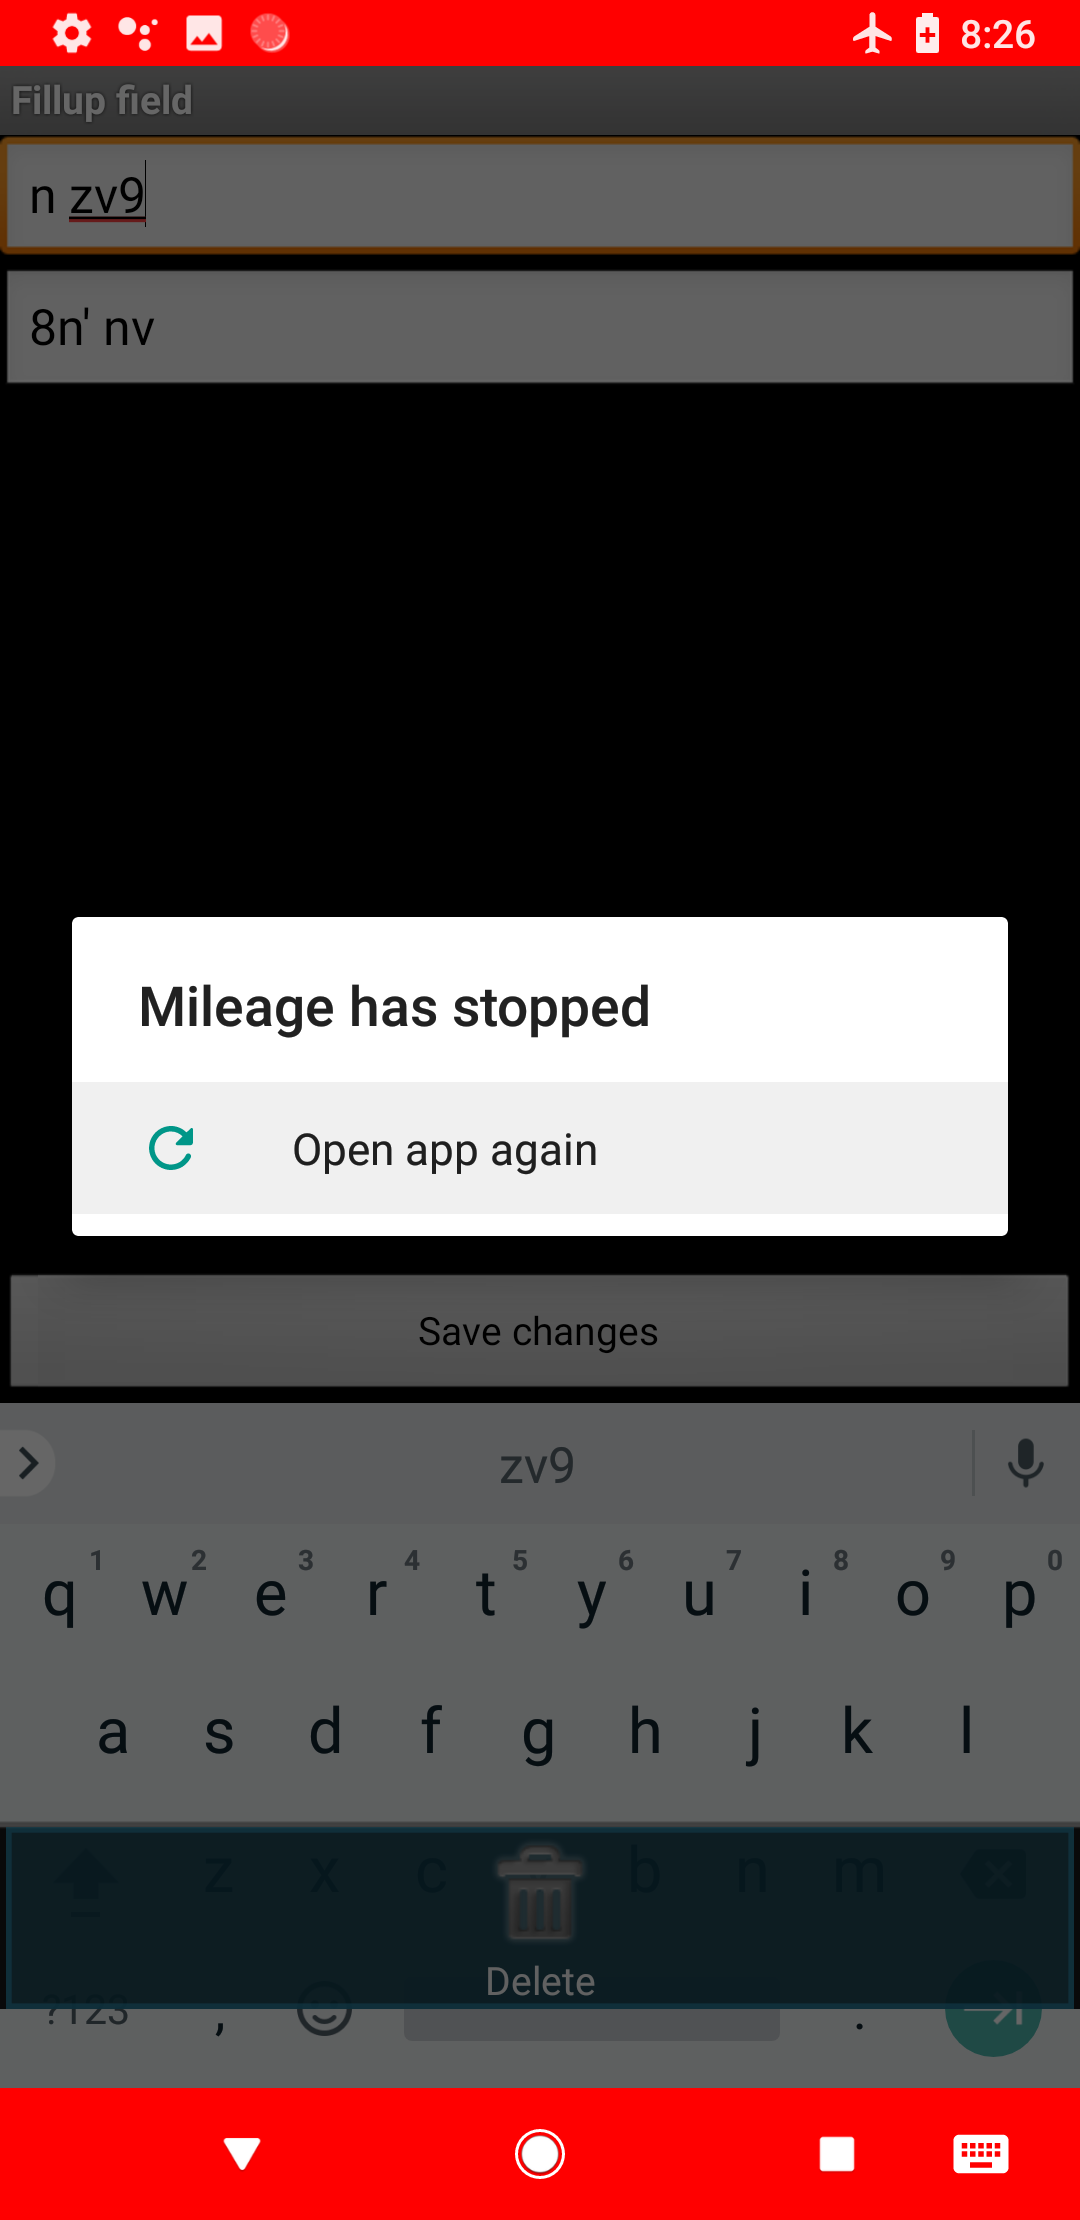 8:26
Fillup field
n zv9
8n' nv
Mileage has stopped
Open app again
Save changes
zv9
1 2 3 4 5 6 7 8 9 0
q w e r t y u i o p
a s d f g h j k l
z x c b n m
Delete
?123 , .